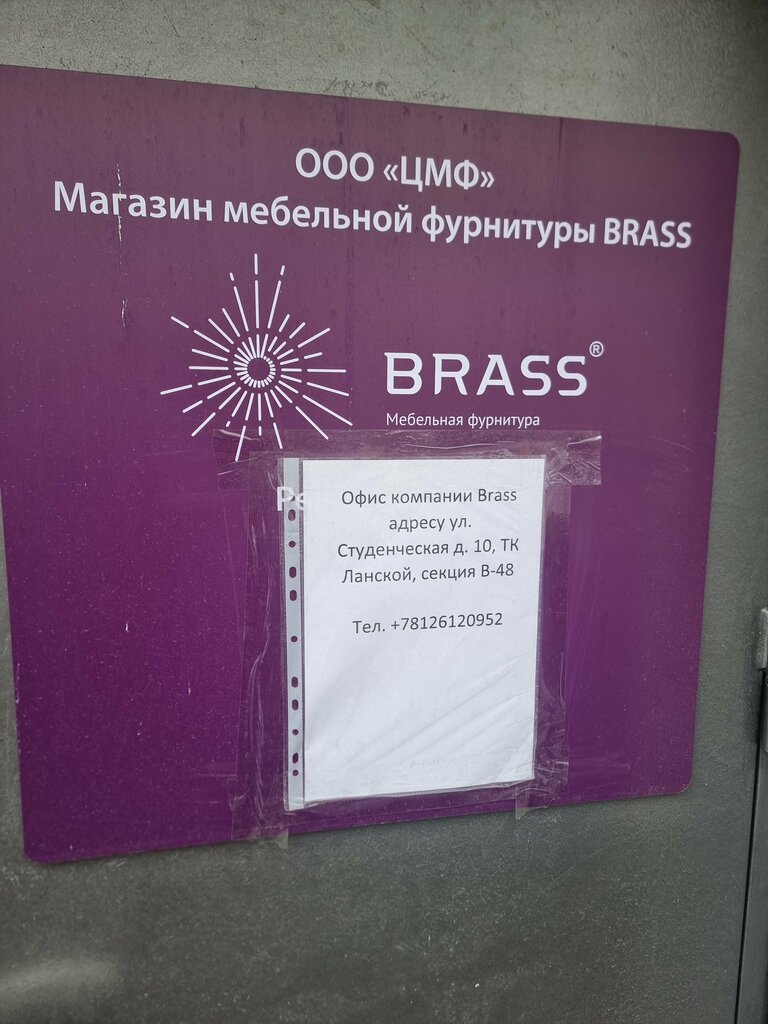 ООО «ЦМФ»
Магазин мебельной фурнитуры BRASS
BRASS®
Мебельная фурнитура
Офис компании Brass
адресу ул.
Студенческая д. 10, ТК
Ланской, секция В-48
Тел. +78126120952